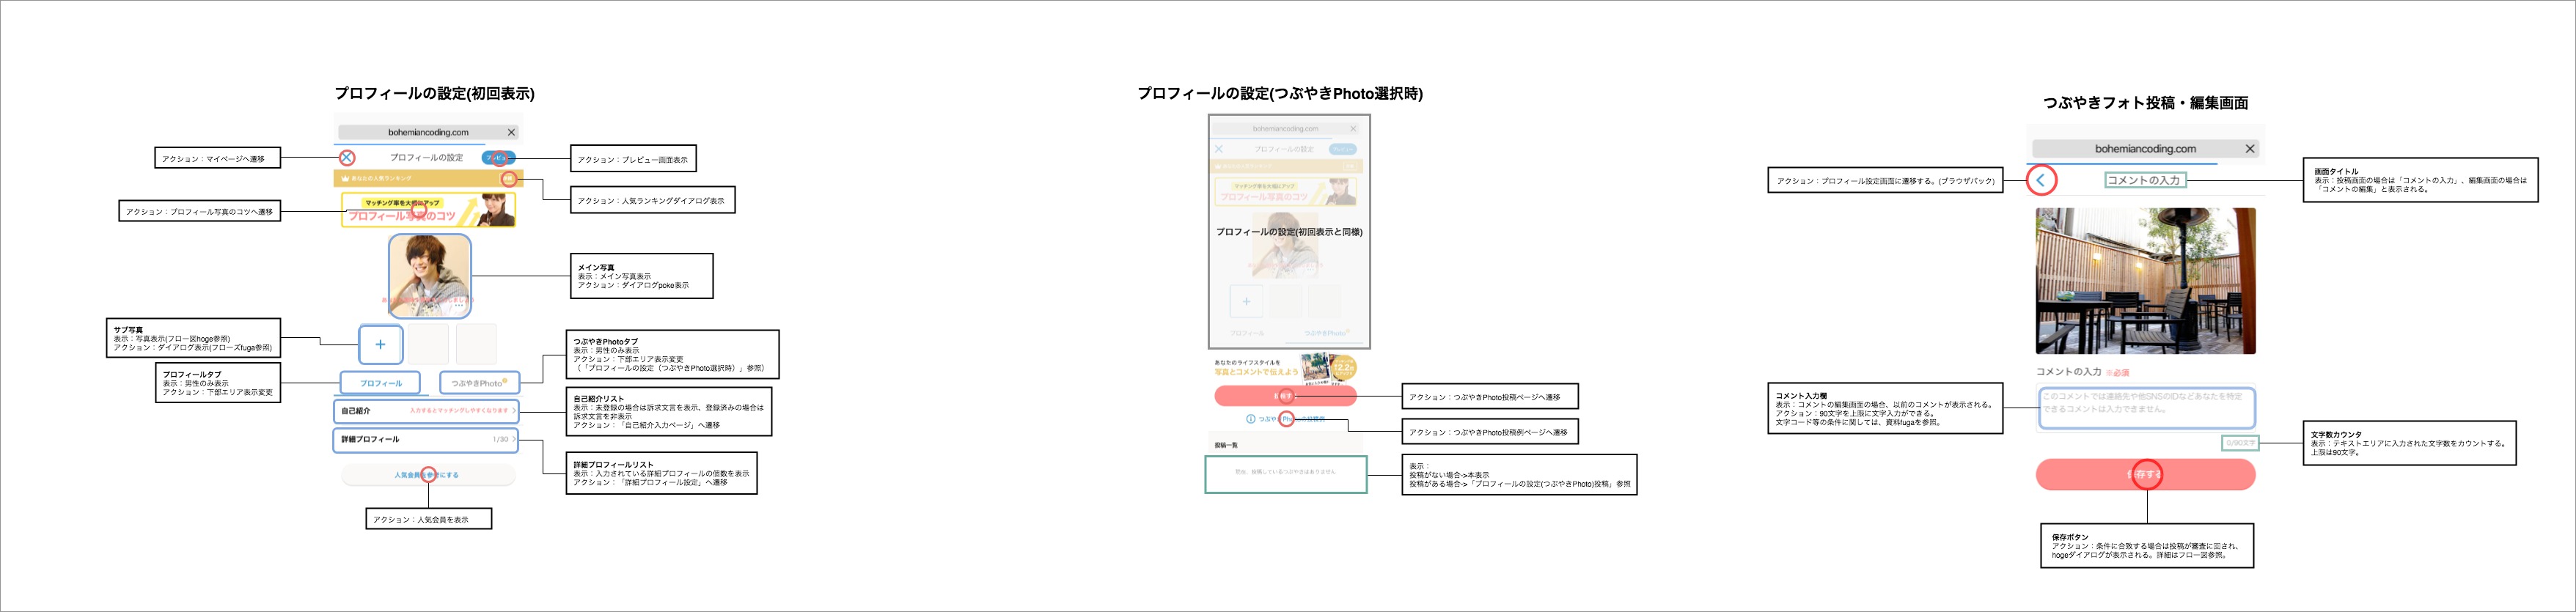 プロフィールの設定(初回表示)
bohemiancoding.com
アクション：マイページへ遷移
プロフィールの設定
アクション：プレビュー画面表示
あなたの人気ランキング
アクション：人気ランキングダイアログ表示
アクション：プロフィール写真のコツへ遷移
マッチング率を大幅にアップ
プロフィール写真のコツ
メイン写真
表示：メイン写真表示
アクション：ダイアログpoke表示
サブ写真
表示：写真表示(フロー図hoge参照)
アクション：ダイアログ表示(フローズfuga参照)
プロフィールタブ
表示：男性のみ表示
アクション：下部エリア表示変更
プロフィール
つぶやきPhoto
つぶやきPhotoタブ
表示：男性のみ表示
アクション：下部エリア表示変更
（「プロフィールの設定（つぶやきPhoto選択時）」参照）
自己紹介
入力するとマッチングしやすくなります
自己紹介リスト
表示：未登録の場合は訴求文言を表示、登録済みの場合は
訴求文言を非表示
アクション：「自己紹介入力ページ」へ遷移
詳細プロフィール
1/30
詳細プロフィールリスト
表示：入力されている詳細プロフィールの個数を表示
アクション：「詳細プロフィール設定」へ遷移
人気会員を参考にする
アクション：人気会員を表示
プロフィールの設定(つぶやきPhoto選択時)
bohemiancoding.com
プロフィールの設定
プレビュー
あなたの人気ランキング
マッチング率を大幅にアップ
プロフィール写真のコツ
プロフィールの設定(初回表示と同様)
プロフィール
つぶやきPhoto
あなたのライフスタイルを
写真とコメントで伝えよう
2.2
アクション：つぶやきPhoto投稿ページへ遷移
アクション：つぶやきPhoto投稿例ページへ遷移
投稿一覧
現在、投稿しているつぶやきはありません
表示：
投稿がない場合->本表示
投稿がある場合->「プロフィールの設定(つぶやきPhoto)投稿」参照
つぶやきフォト投稿・編集画面
bohemiancoding.com
アクション：プロフィール設定画面に遷移する。(ブラウザバック)
コメントの入力
画面タイトル
表示：投稿画面の場合は「コメントの入力」、編集画面の場合は
「コメントの編集」と表示される。
コメントの入力 ※必須
コメント入力欄
表示：コメントの編集画面の場合、以前のコメントが表示される。
アクション：90文字を上限に文字入力ができる。
文字コード等の条件に関しては、資料fugaを参照。
このコメントでは連絡先や他SNSのIDなどあなたを特定
できるコメントは入力できません。
0/90文字
文字数カウンタ
表示：テキストエリアに入力された文字数をカウントする。
上限は90文字。
保存する
保存ボタン
アクション：条件に合致する場合は投稿が審査に回され、
hogeダイアログが表示される。詳細はフロー図参照。